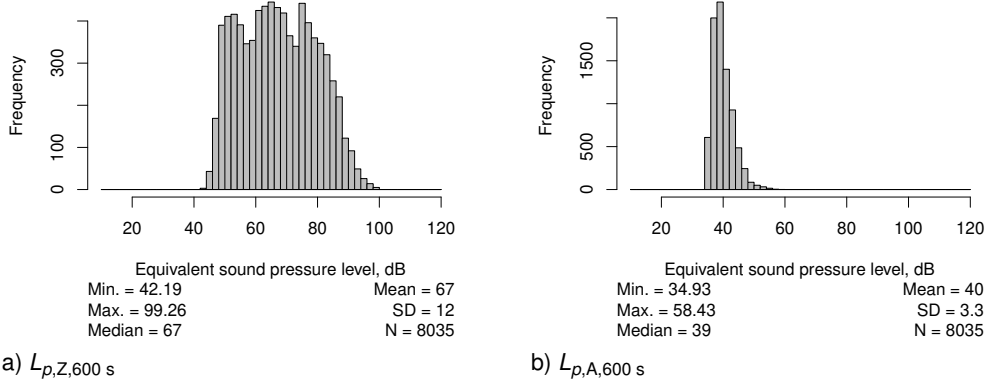 Frequency
0
100
300
20 40 60 80 100 120
Equivalent sound pressure level, dB
Min. = 42.19 Mean = 67
Max. = 99.26 SD = 12
Median = 67 N = 8035
a) Lp,Z,600 s
Frequency
0
500
1500
20 40 60 80 100 120
Equivalent sound pressure level, dB
Min. = 34.93 Mean = 40
Max. = 58.43 SD = 3.3
Median = 39 N = 8035
b) Lp,A,600 s